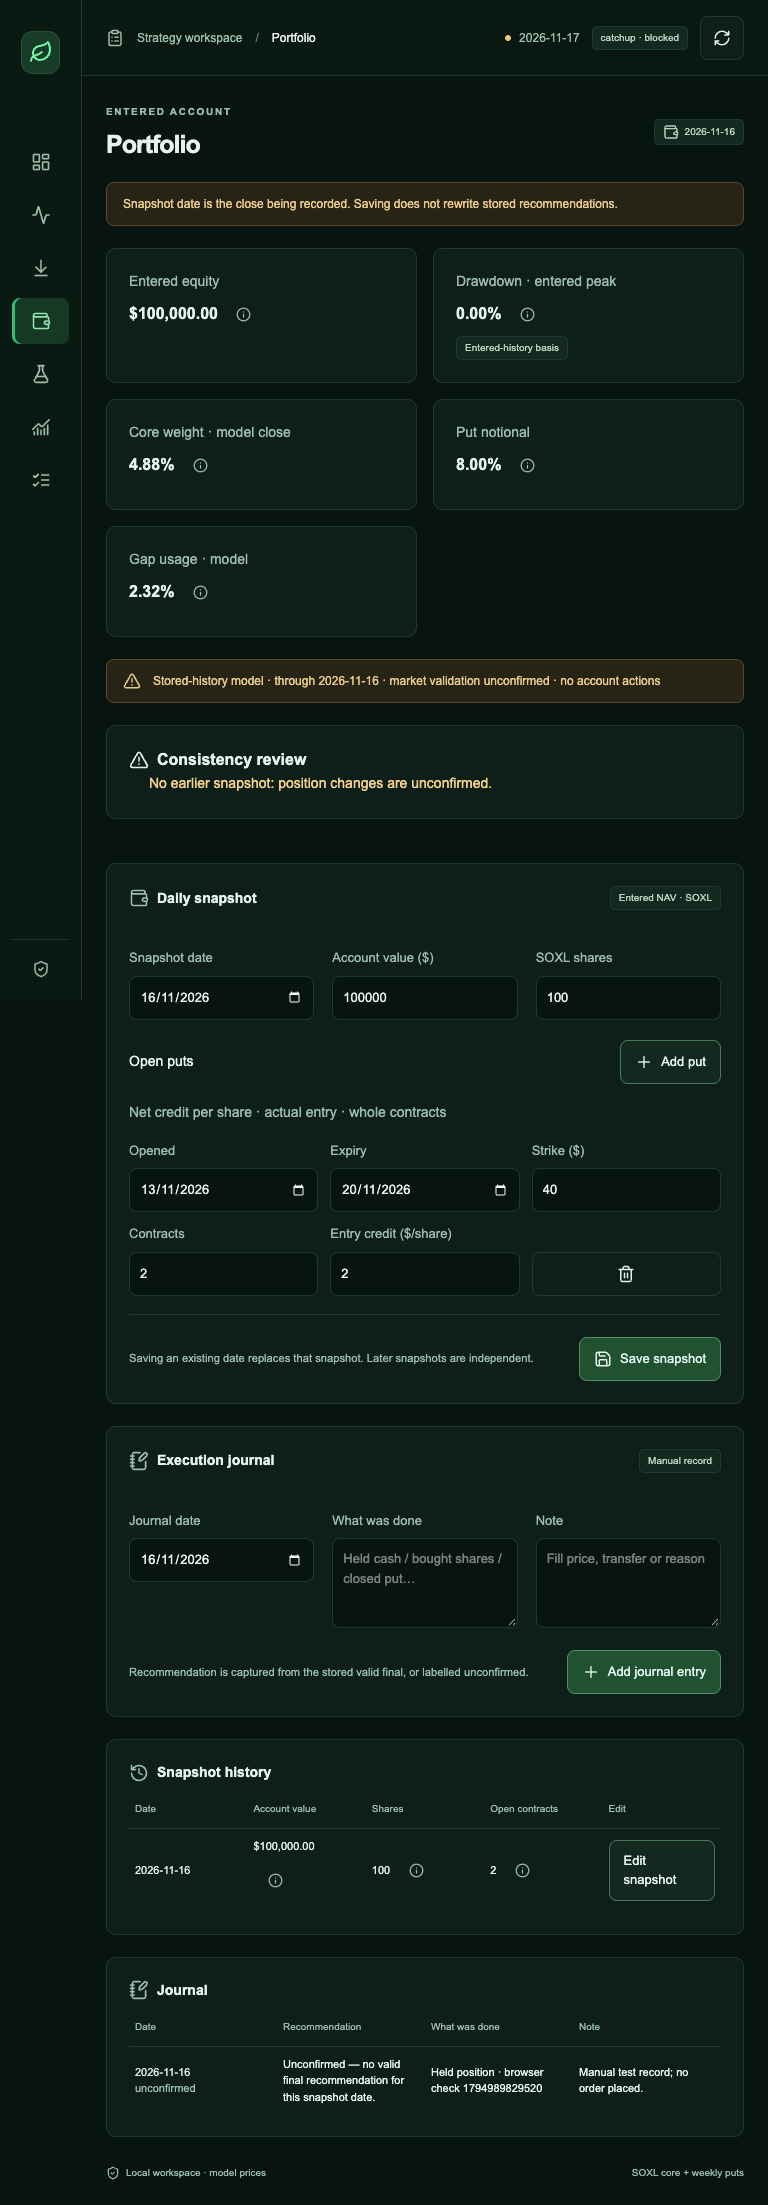 Strategy workspace / Portfolio
2026-11-17
catchup · blocked
ENTERED ACCOUNT
Portfolio
2026-11-16
Snapshot date is the close being recorded. Saving does not rewrite stored recommendations.
Entered equity
$100,000.00
Drawdown · entered peak
0.00%
Entered-history basis
Core weight · model close
4.88%
Put notional
8.00%
Gap usage · model
2.32%
Stored-history model · through 2026-11-16 · market validation unconfirmed · no account actions
Consistency review
No earlier snapshot: position changes are unconfirmed.
Daily snapshot
Entered NAV · SOXL
Snapshot date
Account value ($)
SOXL shares
16/11/2026
100000
100
Open puts
Add put
Net credit per share · actual entry · whole contracts
Opened
Expiry
Strike ($)
13/11/2026
20/11/2026
40
Contracts
Entry credit ($/share)
2
2
Saving an existing date replaces that snapshot. Later snapshots are independent.
Save snapshot
Execution journal
Manual record
Journal date
What was done
Note
16/11/2026
Held cash / bought shares /
closed put…
Fill price, transfer or reason
Recommendation is captured from the stored valid final, or labelled unconfirmed.
Add journal entry
Snapshot history
Date
Account value
Shares
Open contracts
Edit
2026-11-16
$100,000.00
100
2
Edit
snapshot
Journal
Date
Recommendation
What was done
Note
2026-11-16
unconfirmed
Unconfirmed — no valid
final recommendation for
this snapshot date.
Held position · browser
check 1794989829520
Manual test record; no
order placed.
Local workspace · model prices
SOXL core + weekly puts